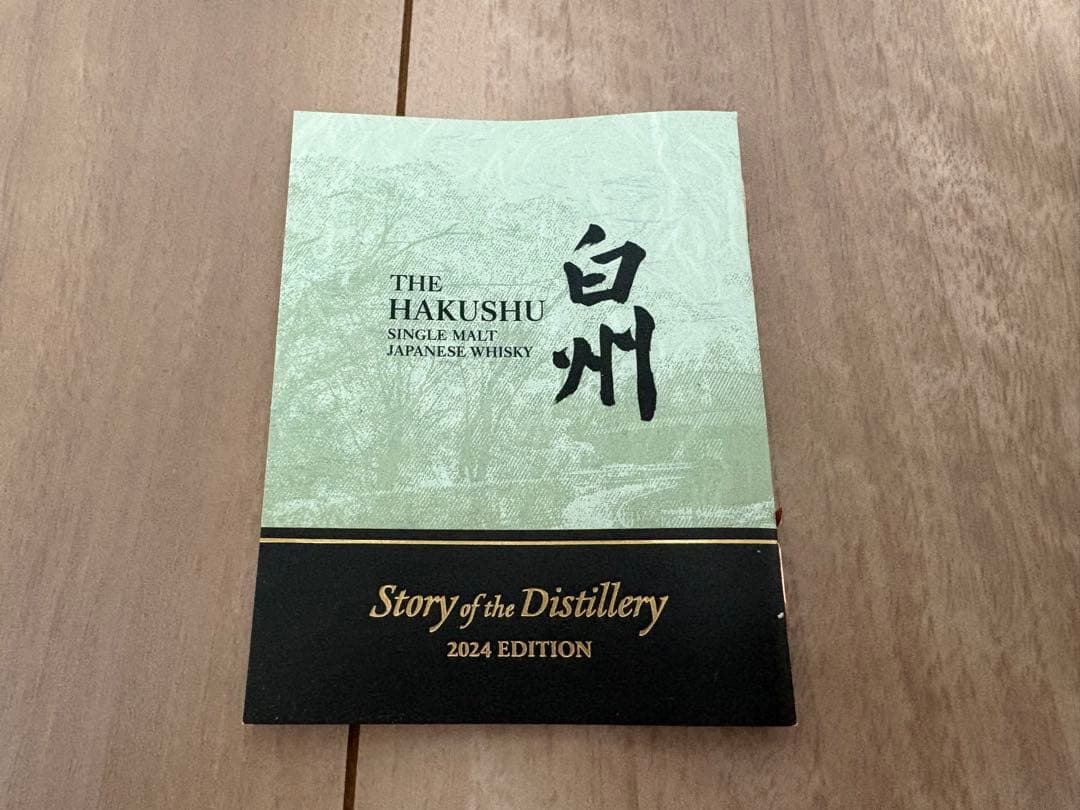 THE
HAKUSHU
SINGLE MALT
JAPANESE WHISKY
白州
Story of the Distillery
2024 EDITION